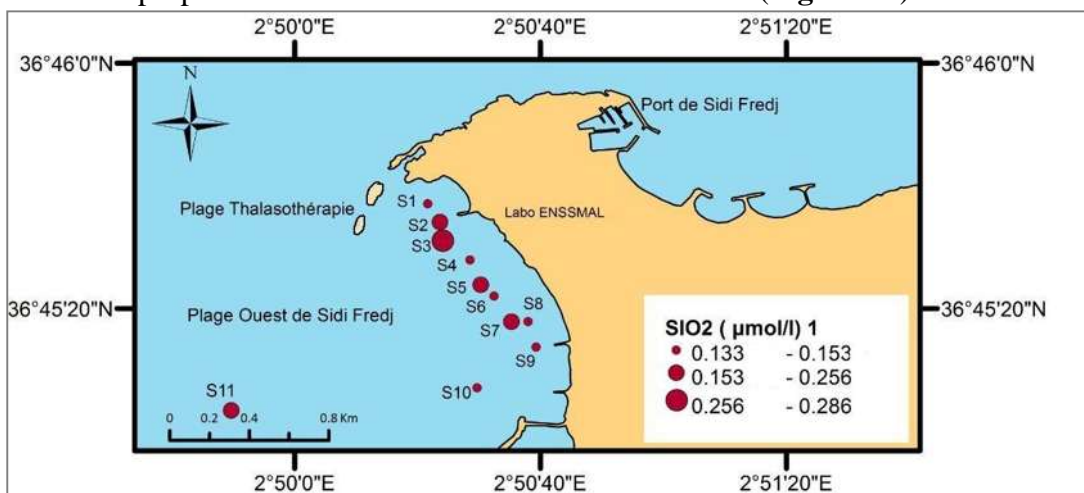 2°50'0"E 2°50'40"E 2°51'20"E
36°46'0"N 36°46'0"N
N
Port de Sidi Fredj
S1
Plage Thalasothérapie
Labo ENSSMAL
S2
S3
S4
S5
S6
S8
36°45'20"N 36°45'20"N
Plage Ouest de Sidi Fredj
S7
SIO2 ( µmol/l) 1
0.133 - 0.153
0.153 - 0.256
0.256 - 0.286
S9
S10
S11
0 0.2 0.4 0.8 Km
2°50'0"E 2°50'40"E 2°51'20"E